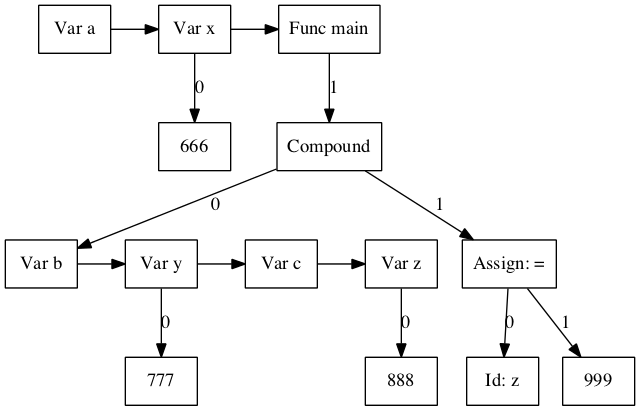 Var a
Var x
Func main
0
1
666
Compound
0
1
Var b
Var y
Var c
Var z
Assign: =
0
0
0
1
777
888
Id: z
999